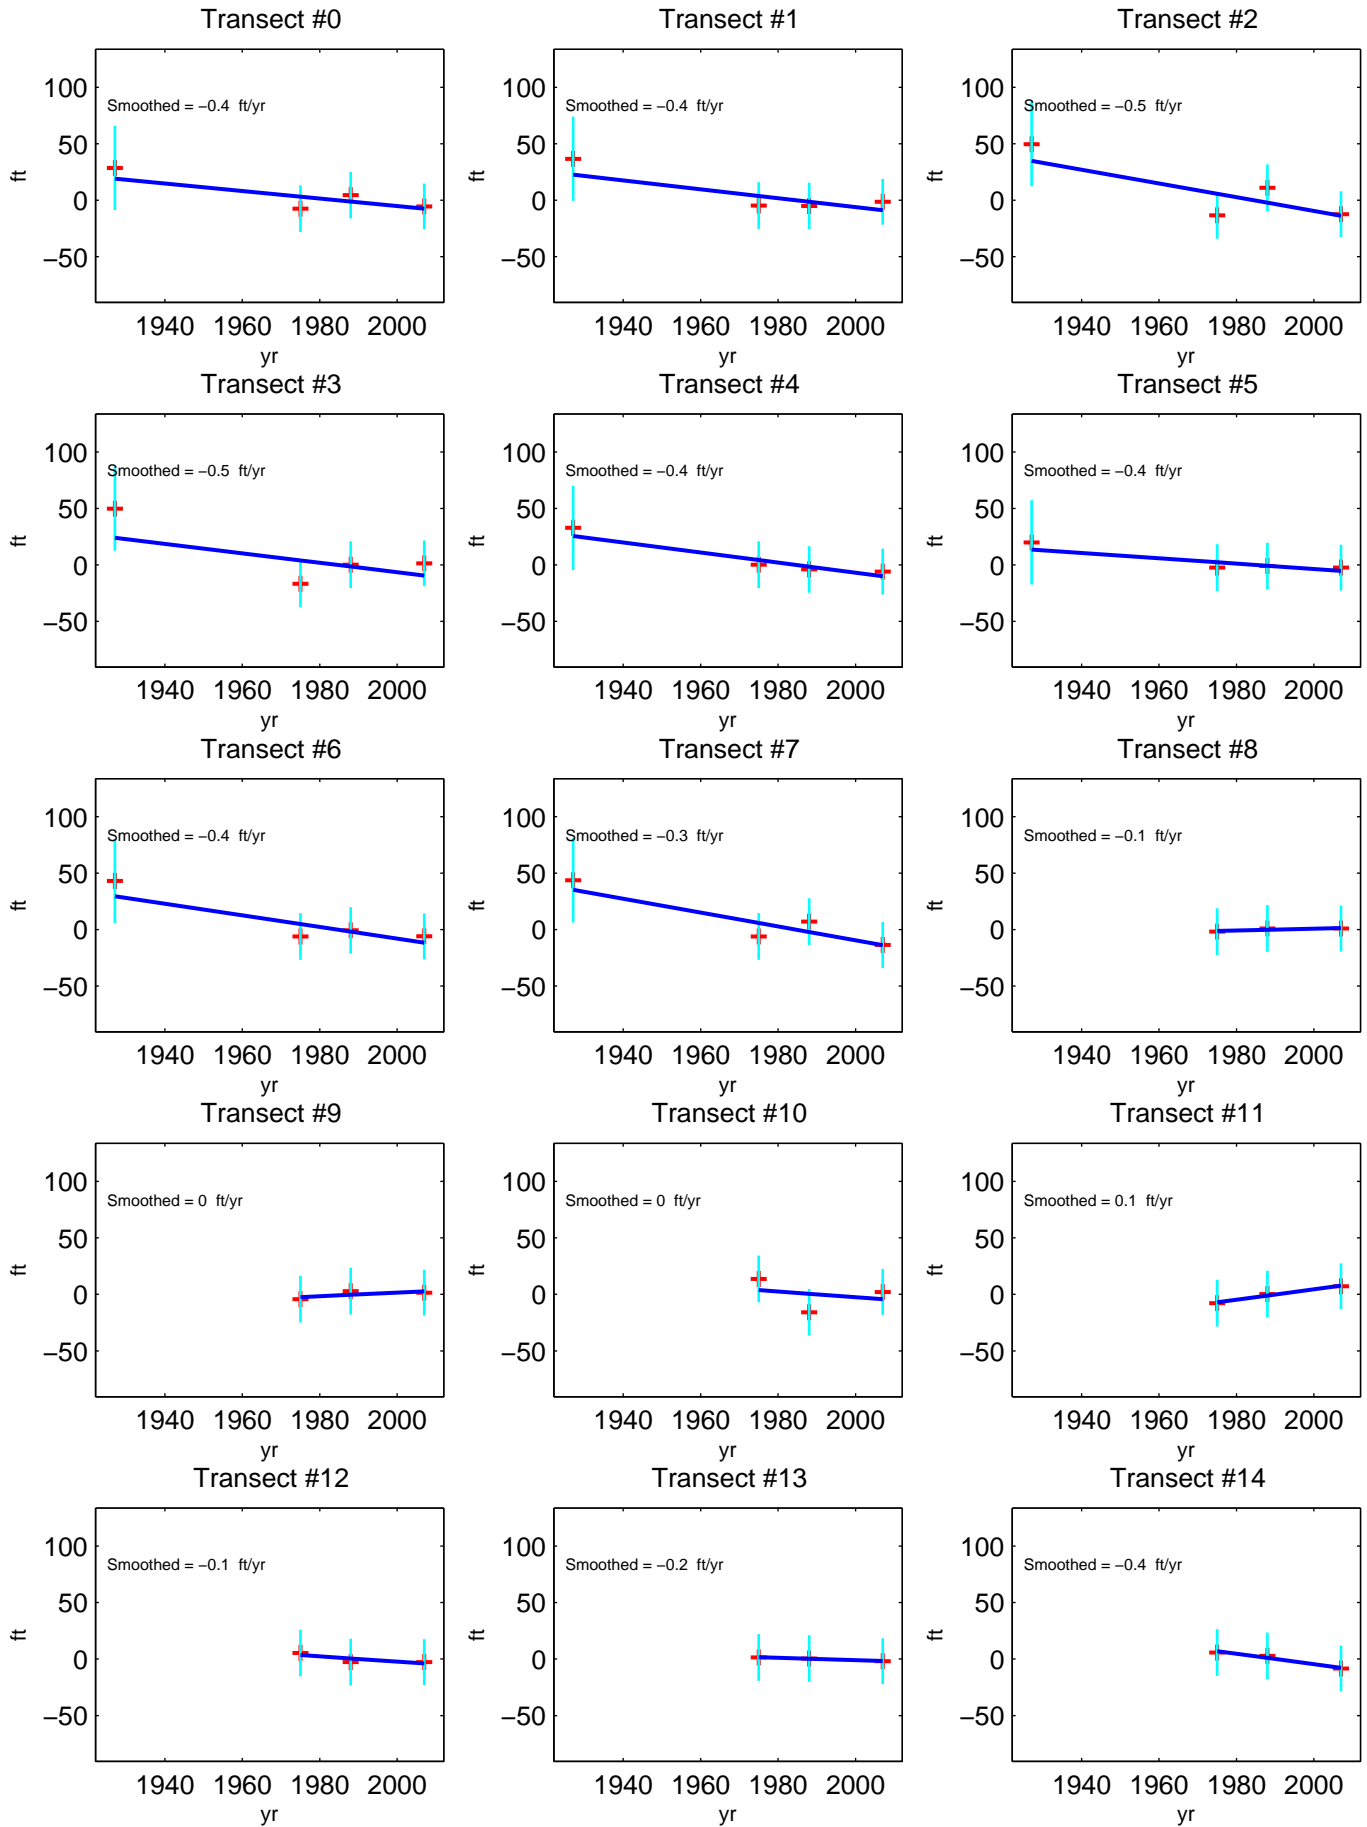 Transect #0
Transect #1
Transect #2
100
50
0
−50
ft
Smoothed = −0.4 ft/yr
1940 1960 1980 2000
yr
100
50
0
−50
ft
Smoothed = −0.4 ft/yr
1940 1960 1980 2000
yr
100
50
0
−50
ft
Smoothed = −0.5 ft/yr
1940 1960 1980 2000
yr
Transect #3
Transect #4
Transect #5
100
50
0
−50
ft
Smoothed = −0.5 ft/yr
1940 1960 1980 2000
yr
100
50
0
−50
ft
Smoothed = −0.4 ft/yr
1940 1960 1980 2000
yr
100
50
0
−50
ft
Smoothed = −0.4 ft/yr
1940 1960 1980 2000
yr
Transect #6
Transect #7
Transect #8
100
50
0
−50
ft
Smoothed = −0.4 ft/yr
1940 1960 1980 2000
yr
100
50
0
−50
ft
Smoothed = −0.3 ft/yr
1940 1960 1980 2000
yr
100
50
0
−50
ft
Smoothed = −0.1 ft/yr
1940 1960 1980 2000
yr
Transect #9
Transect #10
Transect #11
100
50
0
−50
ft
Smoothed = 0 ft/yr
1940 1960 1980 2000
yr
100
50
0
−50
ft
Smoothed = 0 ft/yr
1940 1960 1980 2000
yr
100
50
0
−50
ft
Smoothed = 0.1 ft/yr
1940 1960 1980 2000
yr
Transect #12
Transect #13
Transect #14
100
50
0
−50
ft
Smoothed = −0.1 ft/yr
1940 1960 1980 2000
yr
100
50
0
−50
ft
Smoothed = −0.2 ft/yr
1940 1960 1980 2000
yr
100
50
0
−50
ft
Smoothed = −0.4 ft/yr
1940 1960 1980 2000
yr